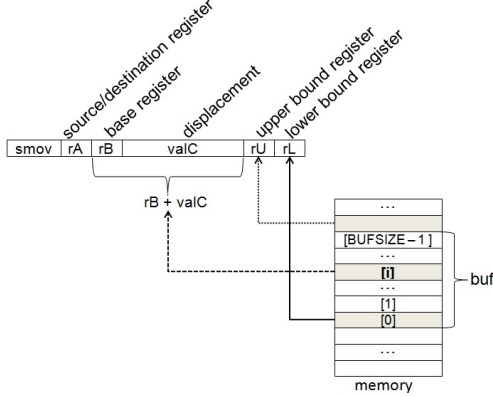 source/destination register
base register
displacement
upper bound register
lower bound register
smov rA rB valC rU rL
rB + valC
...
[BUFSIZE – 1 ]
...
[i]
...
[1]
[0]
...
buf
memory